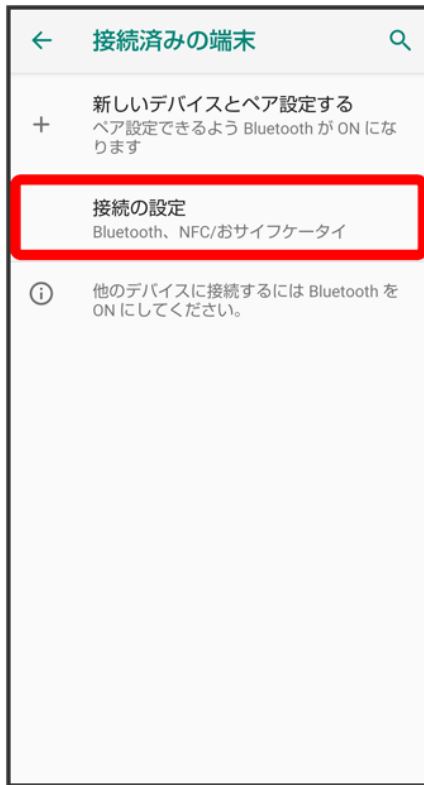 接続済みの端末
新しいデバイスとペア設定する
ペア設定できるよう Bluetooth が ON にな
ります
接続の設定
Bluetooth、NFC/おサイフケータイ
他のデバイスに接続するには Bluetooth を
ON にしてください。